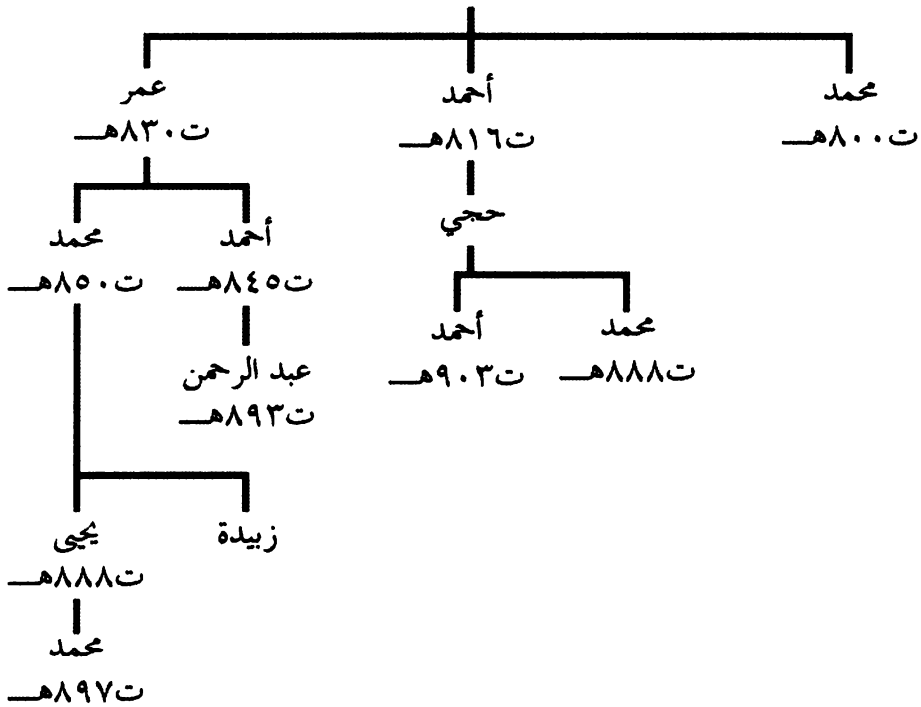 محمد
ت٨٠٠هـ
أحمد
ت٨١٦هـ
عمر
ت٨٣٠هـ
حجي
أحمد
ت٨٤٥هـ
محمد
ت٨٥٠هـ
محمد
ت٨٨٨هـ
أحمد
ت٩٠٣هـ
عبد الرحمن
ت٨٩٣هـ
زبيدة
يحيى
ت٨٨٨هـ
محمد
ت٨٩٧هـ